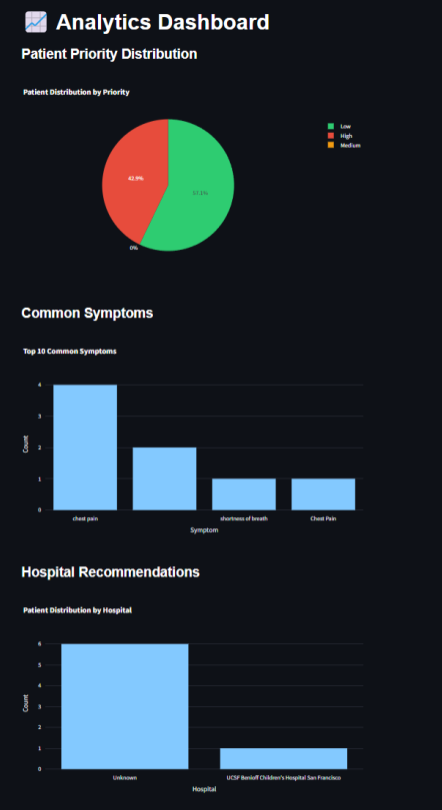 Analytics Dashboard
Patient Priority Distribution
Patient Distribution by Priority
Low
High
Medium
42.9%
57.1%
0%
Common Symptoms
Top 10 Common Symptoms
4
3
2
1
0
Count
chest pain
shortness of breath
Chest Pain
Symptom
Hospital Recommendations
Patient Distribution by Hospital
6
5
4
3
2
1
0
Count
Unknown
UCSF Benioff Children's Hospital San Francisco
Hospital